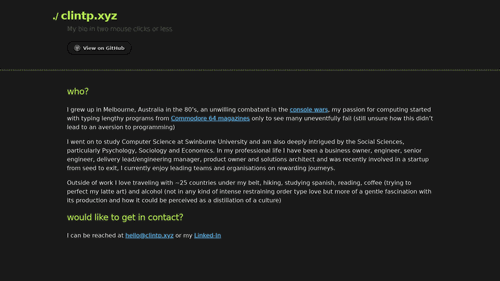 ./ clintp.xyz
My bio in two mouse clicks or less
View on GitHub
who?
I grew up in Melbourne, Australia in the 80's, an unwilling combatant in the console wars, my passion for computing started
with typing lengthy programs from Commodore 64 magazines only to see many uneventfully fail (still unsure how this didn't
lead to an aversion to programming)
I went on to study Computer Science at Swinburne University and am also deeply intrigued by the Social Sciences,
particularly Psychology, Sociology and Economics. In my professional life I have been a business owner, engineer, senior
engineer, delivery lead/engineering manager, product owner and solutions architect and was recently involved in a startup
from seed to exit, I currently enjoy leading teams and organisations on rewarding journeys.
Outside of work I love traveling with ~25 countries under my belt, hiking, studying spanish, reading, coffee (trying to
perfect my latte art) and alcohol (not in any kind of intense restraining order type love but more of a gentle fascination with
its production and how it could be perceived as a distillation of a culture)
would like to get in contact?
I can be reached at hello@clintp.xyz or my Linked-In